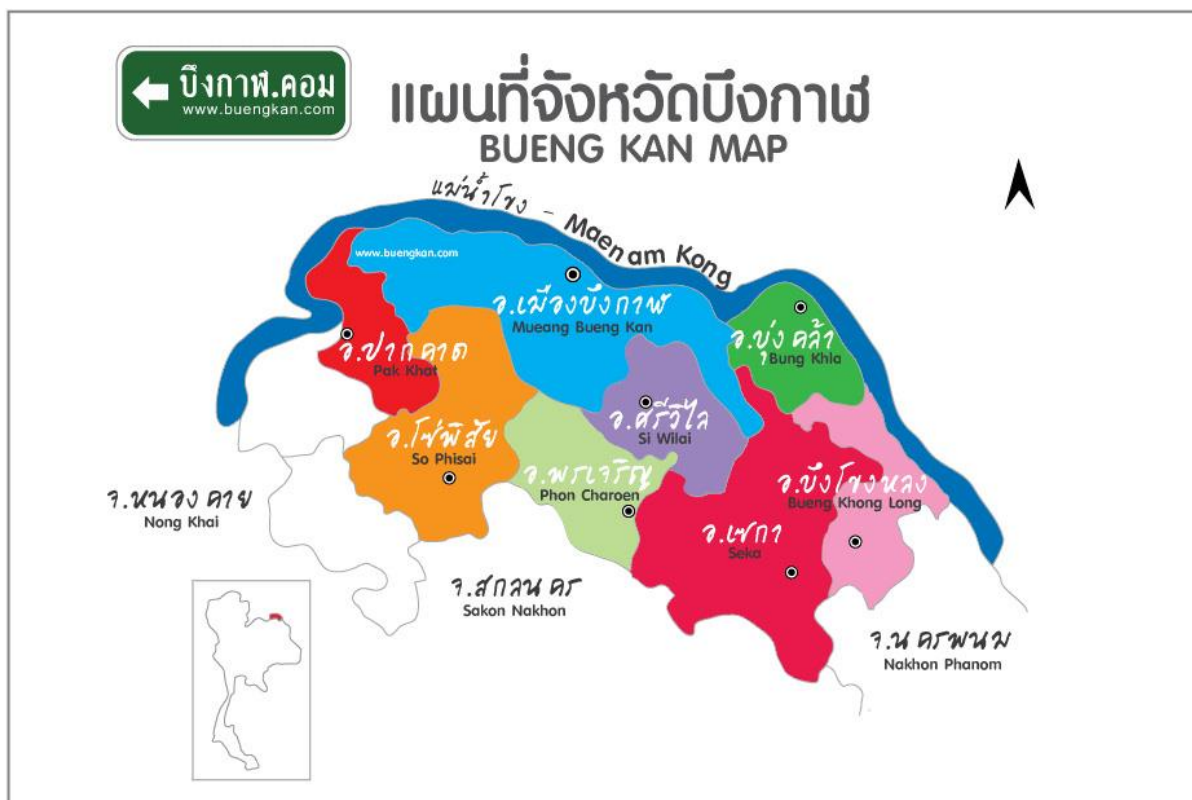 บึงกาฬ.คอม
www.buengkan.com
แผนที่จังหวัดบึงกาฬ
BUENG KAN MAP
แม่น้ำโขง - Maenam Kong
www.buengkan.com
อ.เมืองบึงกาฬ
Mueang Bueng Kan
อ.บุ่งคล้า
Bung Khla
อ.ปากคาด
Pak Khat
อ.ศรีวิไล
Si Wilai
อ.โซ่พิสัย
So Phisai
อ.พรเจริญ
Phon Charoen
อ.บึงโขงหลง
Bueng Khong Long
จ.หนองคาย
Nong Khai
อ.เซกา
Seka
จ.สกลนคร
Sakon Nakhon
จ.นครพนม
Nakhon Phanom